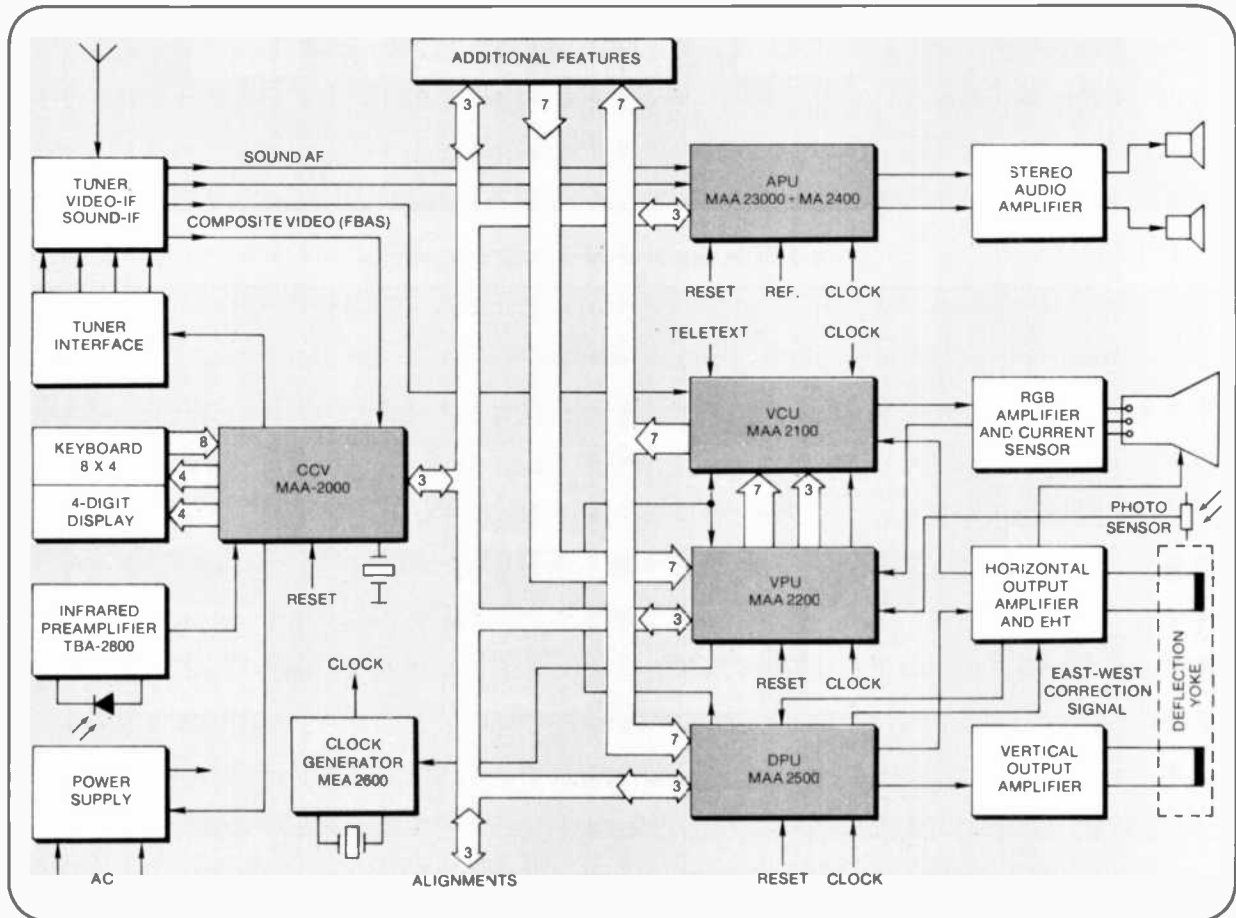 ADDITIONAL FEATURES
3
7
7
TUNER,
VIDEO-IF
SOUND-IF
SOUND AF
COMPOSITE VIDEO (FBAS)
APU
MAA 23000 + MA 2400
3
STEREO
AUDIO
AMPLIFIER
RESET
REF.
CLOCK
TUNER
INTERFACE
TELETEXT
CLOCK
VCU
MAA 2100
7
RGB
AMPLIFIER
AND CURRENT
SENSOR
KEYBOARD
8 X 4
4-DIGIT
DISPLAY
8
4
4
CCV
MAA-2000
3
RESET
7
3
PHOTO
SENSOR
VPU
MAA 2200
7
3
HORIZONTAL
OUTPUT
AMPLIFIER
AND EHT
INFRARED
PREAMPLIFIER
TBA-2800
CLOCK
RESET
CLOCK
EAST-WEST
CORRECTION
SIGNAL
DEFLECTION
YOKE
POWER
SUPPLY
CLOCK
GENERATOR
MEA 2600
7
3
DPU
MAA 2500
VERTICAL
OUTPUT
AMPLIFIER
3
AC
ALIGNMENTS
RESET
CLOCK